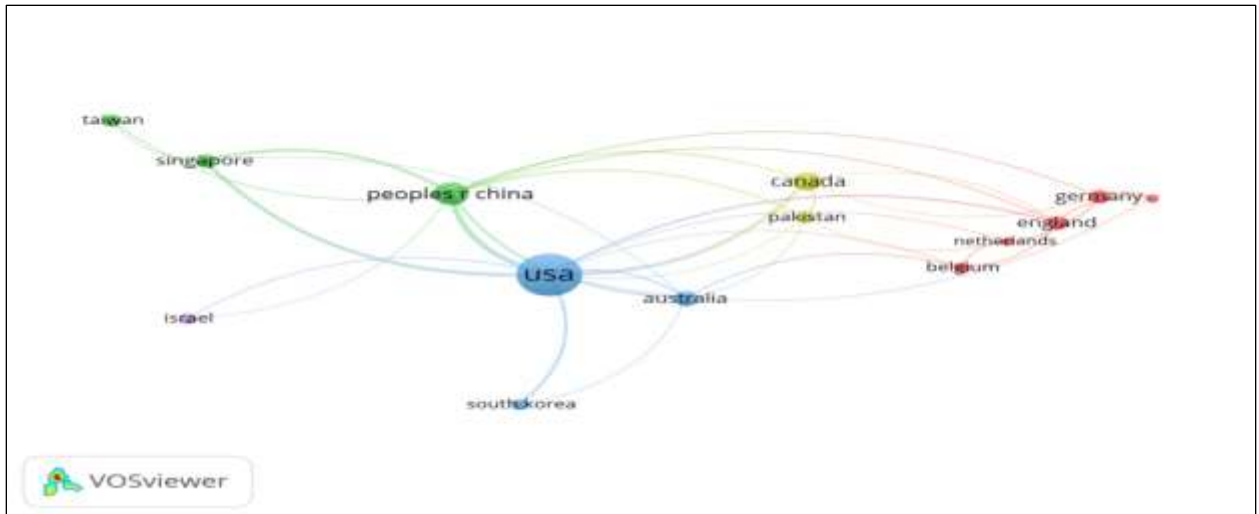 taiwan
singapore
peoples r china
canada
germany
pakistan
england
netherlands
belgium
usa
australia
israel
south korea
VOSviewer